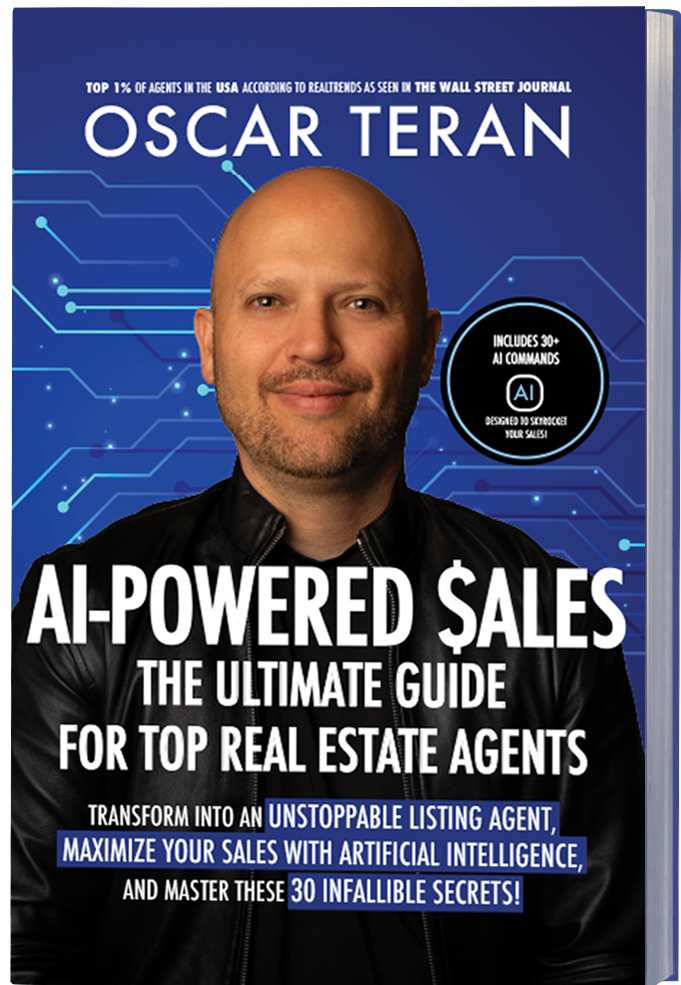 TOP 1% OF AGENTS IN THE USA ACCORDING TO REALTRENDS AS SEEN IN THE WALL STREET JOURNAL
OSCAR TERAN
INCLUDES 30+
AI COMMANDS
AI
DESIGNED TO SKYROCKET
YOUR SALES!
AI-POWERED $ALES
THE ULTIMATE GUIDE
FOR TOP REAL ESTATE AGENTS
TRANSFORM INTO AN UNSTOPPABLE LISTING AGENT,
MAXIMIZE YOUR SALES WITH ARTIFICIAL INTELLIGENCE,
AND MASTER THESE 30 INFALLIBLE SECRETS!